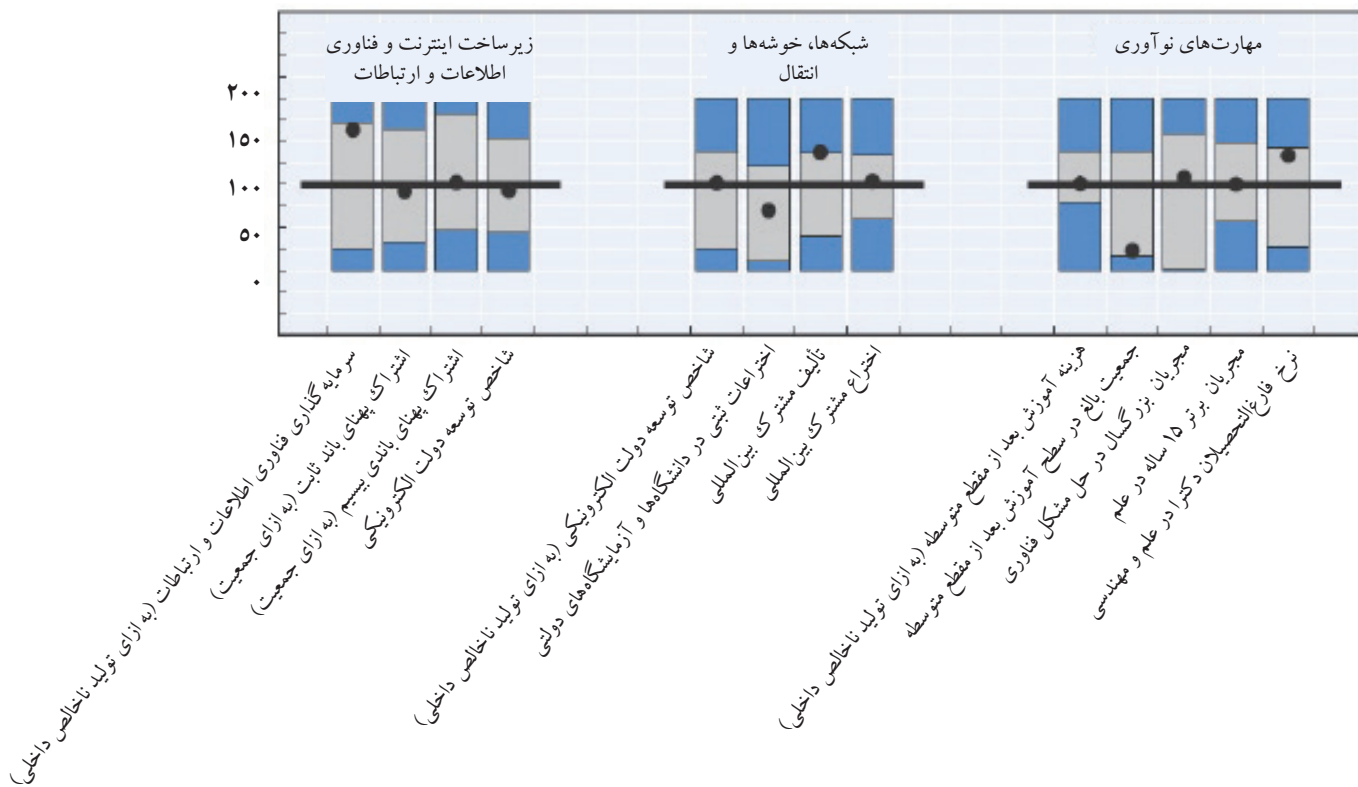 زیرساخت اینترنت و فناوری
اطلاعات و ارتباطات
شبکه‌ها، خوشه‌ها و
انتقال
مهارت‌های نوآوری
۲۰۰
۱۵۰
۱۰۰
۵۰
۰
سرمایه گذاری فناوری اطلاعات و ارتباطات (به ازای تولید ناخالص داخلی)
اشتراک پهنای باند ثابت (به ازای جمعیت)
اشتراک پهنای باندی بیسیم (به ازای جمعیت)
شاخص توسعه دولت الکترونیکی
شاخص توسعه دولت الکترونیکی (به ازای تولید ناخالص داخلی)
اختراعات ثبتی در دانشگاه‌ها و آزمایشگاه‌های دولتی
تألیف مشترک بین‌المللی
اختراع مشترک بین‌المللی
هزینه آموزش بعد از مقطع متوسطه (به ازای تولید ناخالص داخلی)
جمعیت بالغ در سطح آموزش بعد از مقطع متوسطه
مجریان بزرگسال در حل مشکل فناوری
مجریان برتر ۱۵ ساله در علم
نرخ فارغ‌التحصیلان دکترا در علم و مهندسی